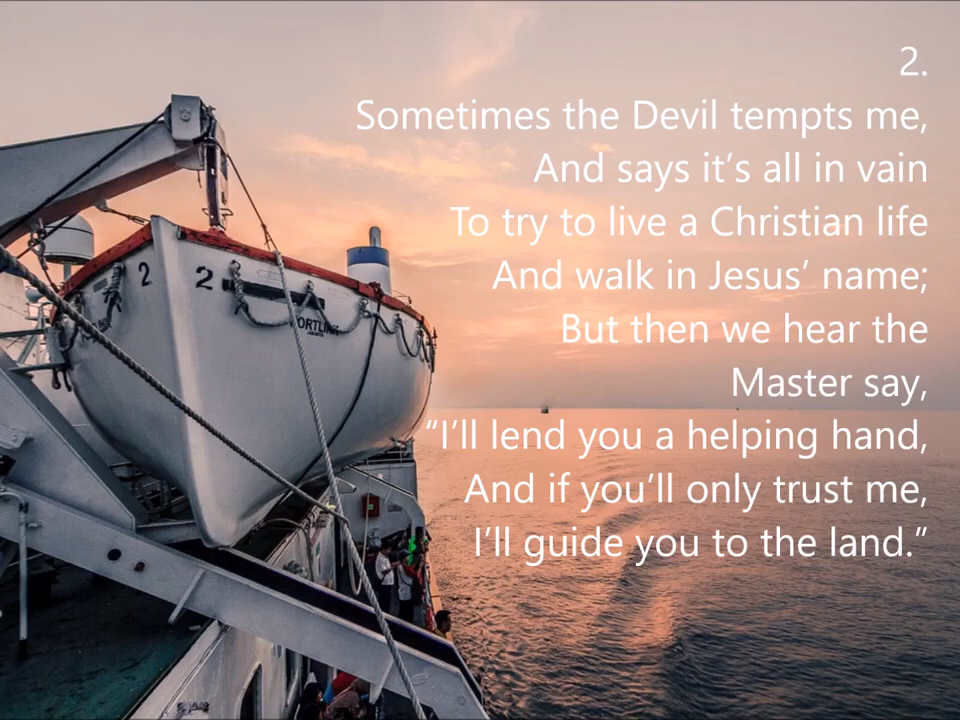 2.
Sometimes the Devil tempts me,
And says it’s all in vain
To try to live a Christian life
And walk in Jesus’ name;
But then we hear the
Master say,
“I’ll lend you a helping hand,
And if you’ll only trust me,
I’ll guide you to the land.”
2
2